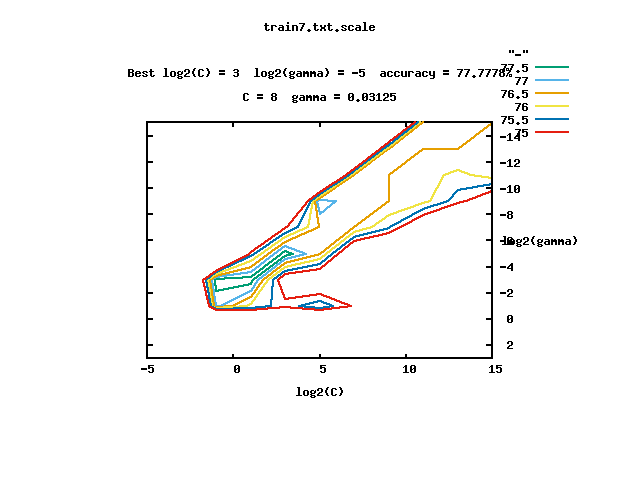 train7.txt.scale
"-"
Best log2(C) = 3 log2(gamma) = -5 accuracy = 77.7778%
77.5
77
C = 8 gamma = 0.03125
76.5
76
75.5
75
-14
-12
-10
-8
-6
log2(gamma)
-4
-2
0
2
-5 0 5 10 15
log2(C)